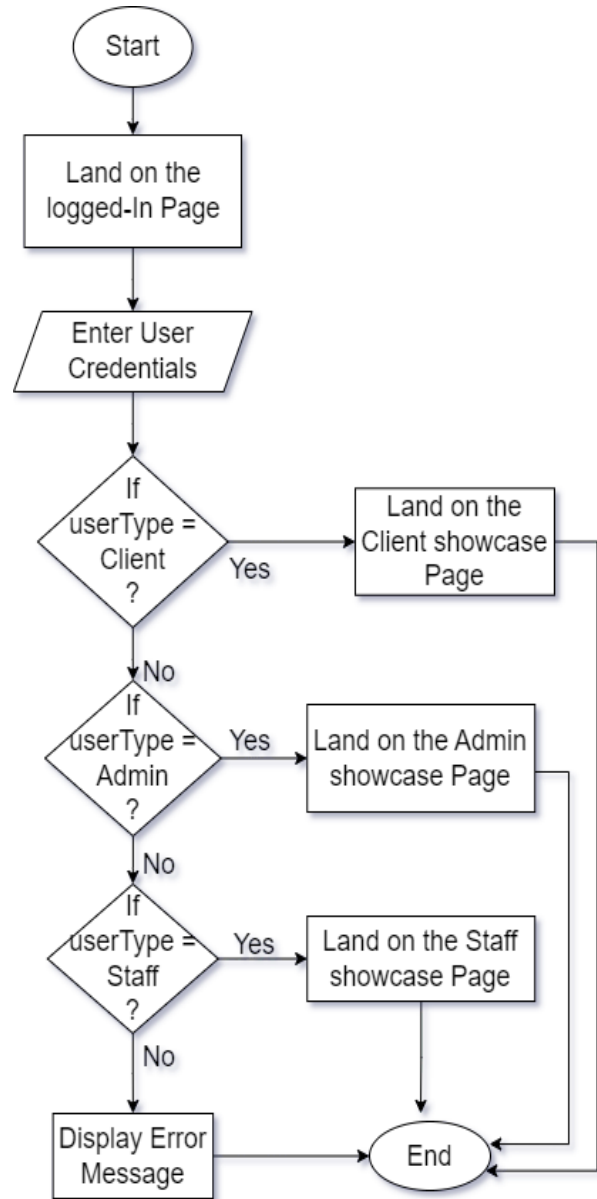 Start
Land on the
logged-In Page
Enter User
Credentials
If
userType =
Client
?
Yes
Land on the
Client showcase
Page
No
If
userType =
Admin
?
Yes
Land on the Admin
showcase Page
No
If
userType =
Staff
?
Yes
Land on the Staff
showcase Page
No
Display Error
Message
End